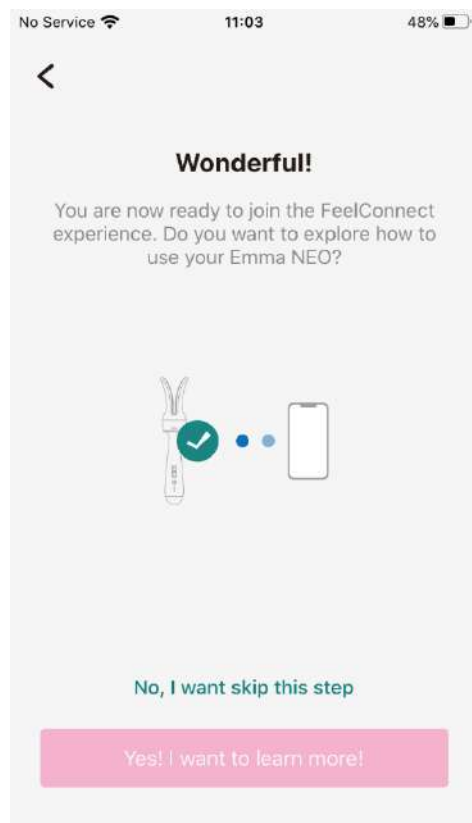 No Service 11:03 48%
Wonderful!
You are now ready to join the FeelConnect
experience. Do you want to explore how to
use your Emma NEO?
No, I want skip this step
Yes! I want to learn more!